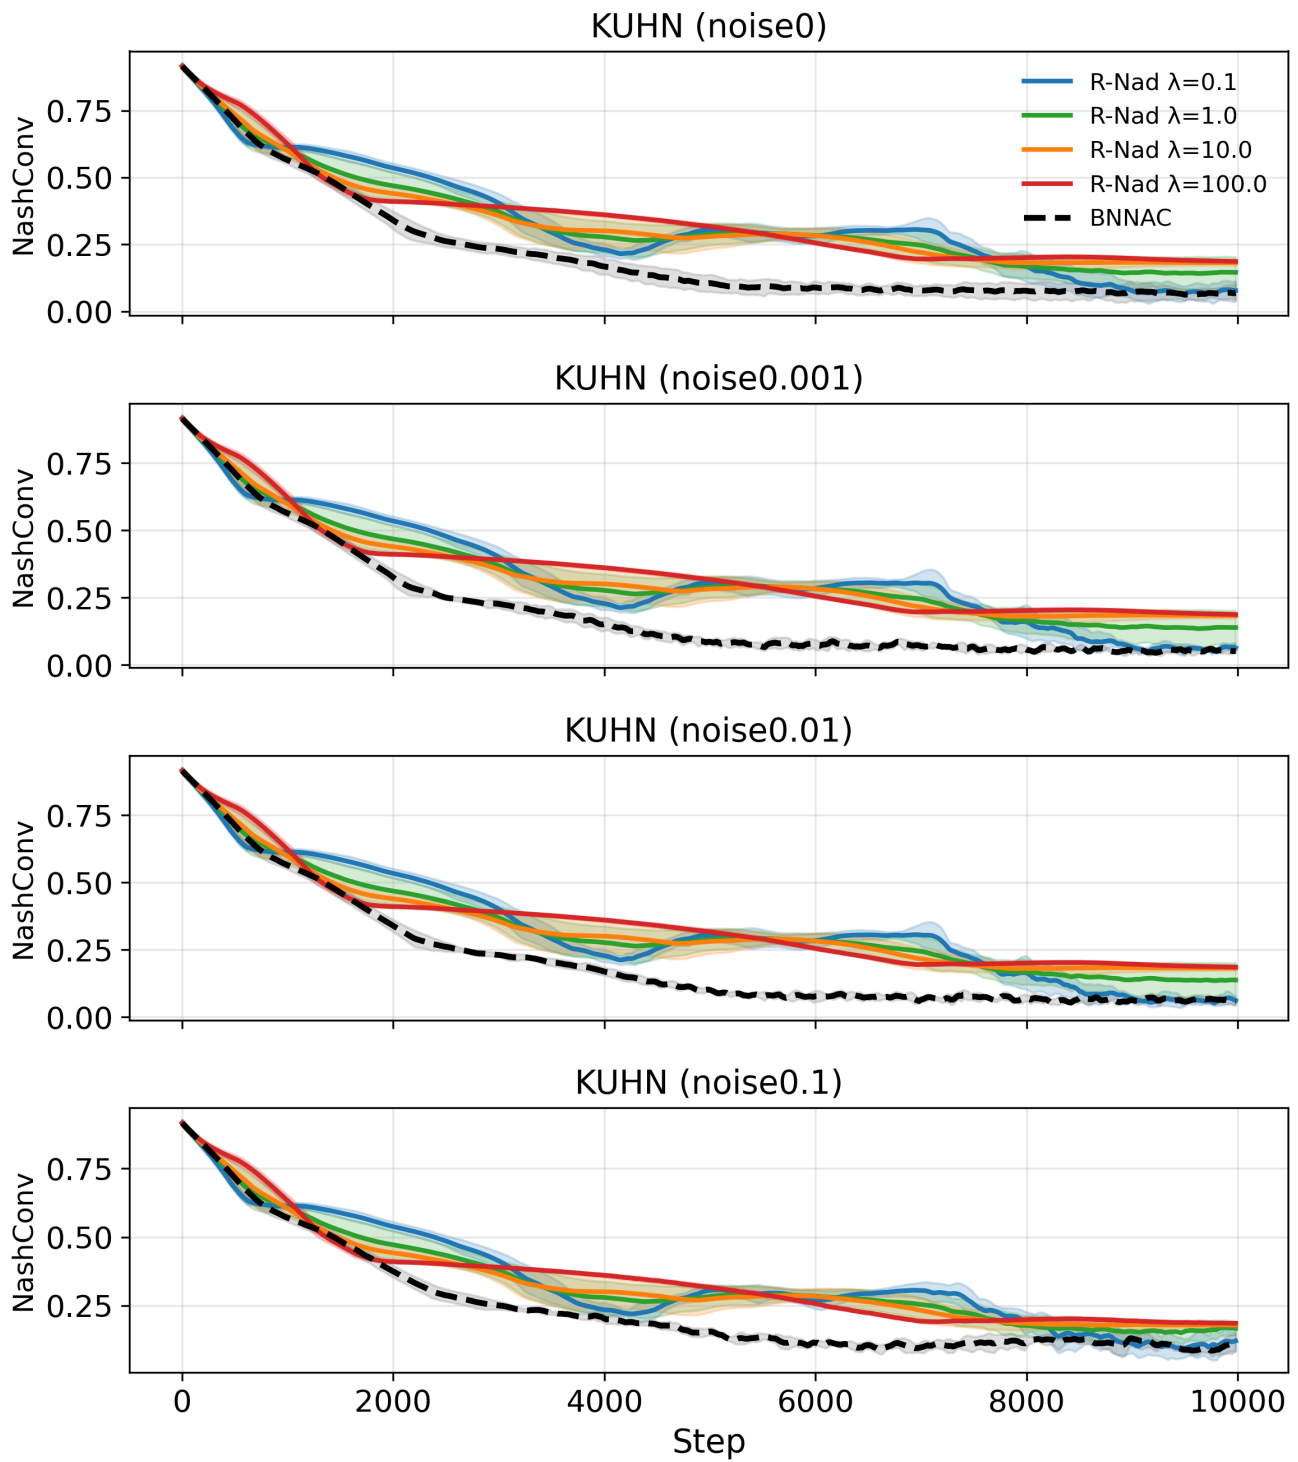 KUHN (noise0)
NashConv
0.75
0.50
0.25
0.00
R-Nad λ=0.1
R-Nad λ=1.0
R-Nad λ=10.0
R-Nad λ=100.0
BNNAC
KUHN (noise0.001)
NashConv
0.75
0.50
0.25
0.00
KUHN (noise0.01)
NashConv
0.75
0.50
0.25
0.00
KUHN (noise0.1)
NashConv
0.75
0.50
0.25
0 2000 4000 6000 8000 10000
Step